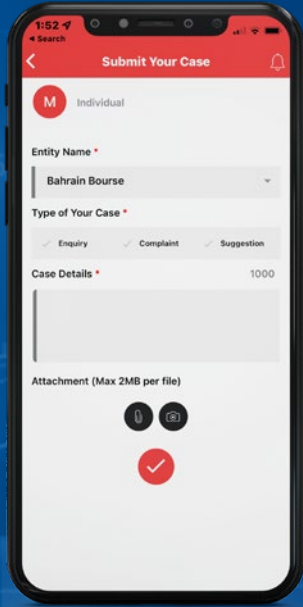 1:52
◀ Search
Submit Your Case
M Individual
Entity Name *
Bahrain Bourse
Type of Your Case *
Enquiry Complaint Suggestion
Case Details * 1000
Attachment (Max 2MB per file)